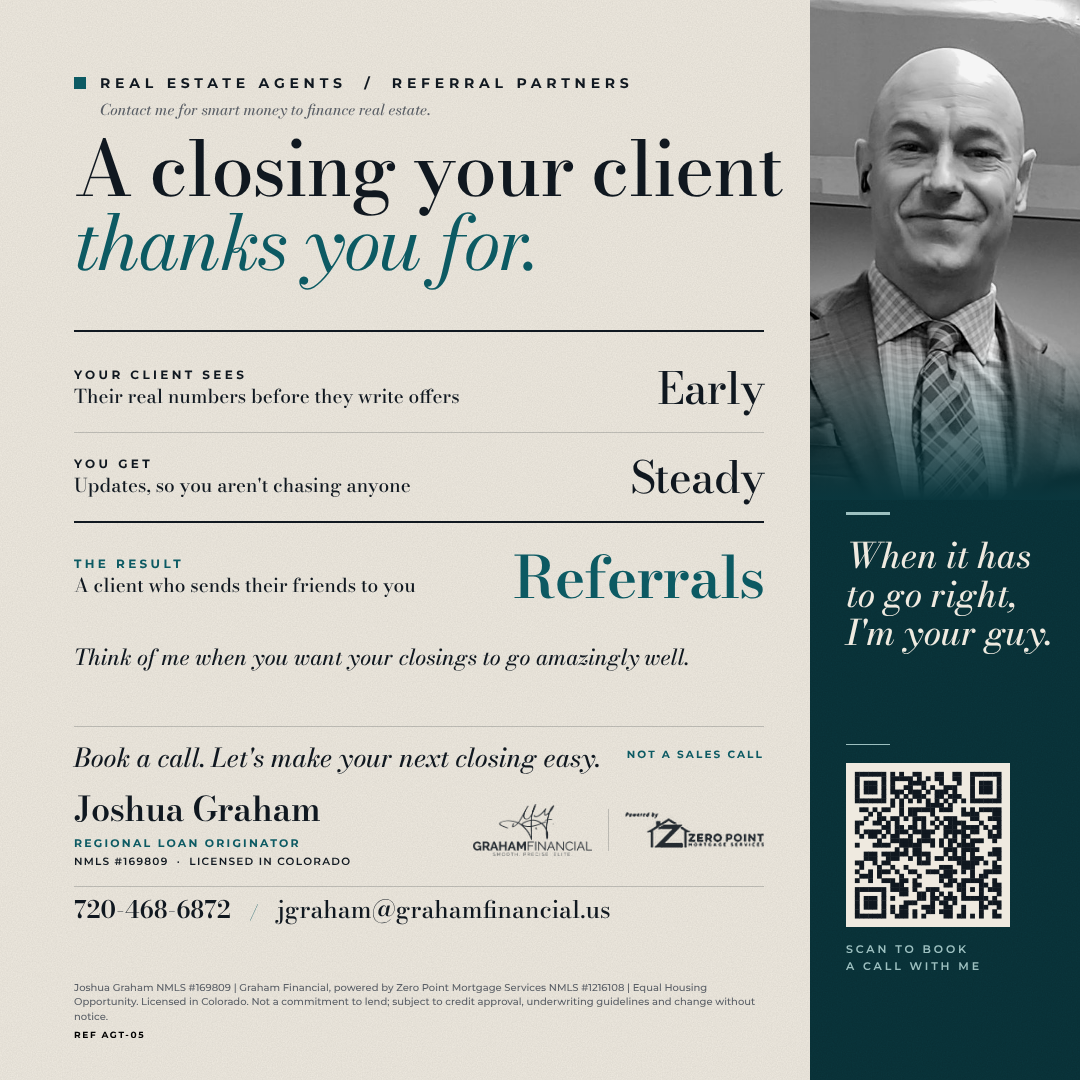 REAL ESTATE AGENTS / REFERRAL PARTNERS
Contact me for smart money to finance real estate.
A closing your client
thanks you for.
YOUR CLIENT SEES
Their real numbers before they write offers
Early
YOU GET
Updates, so you aren't chasing anyone
Steady
THE RESULT
A client who sends their friends to you
Referrals
Think of me when you want your closings to go amazingly well.
Book a call. Let's make your next closing easy.
NOT A SALES CALL
Joshua Graham
REGIONAL LOAN ORIGINATOR
NMLS #169809 · LICENSED IN COLORADO
GRAHAMFINANCIAL
SMOOTH. PRECISE. ELITE.
Powered by
ZERO POINT
MORTGAGE SERVICES
720-468-6872 / jgraham@grahamfinancial.us
Joshua Graham NMLS #169809 | Graham Financial, powered by Zero Point Mortgage Services NMLS #1216108 | Equal Housing
Opportunity. Licensed in Colorado. Not a commitment to lend; subject to credit approval, underwriting guidelines and change without
notice.
REF AGT-05
When it has
to go right,
I'm your guy.
SCAN TO BOOK
A CALL WITH ME